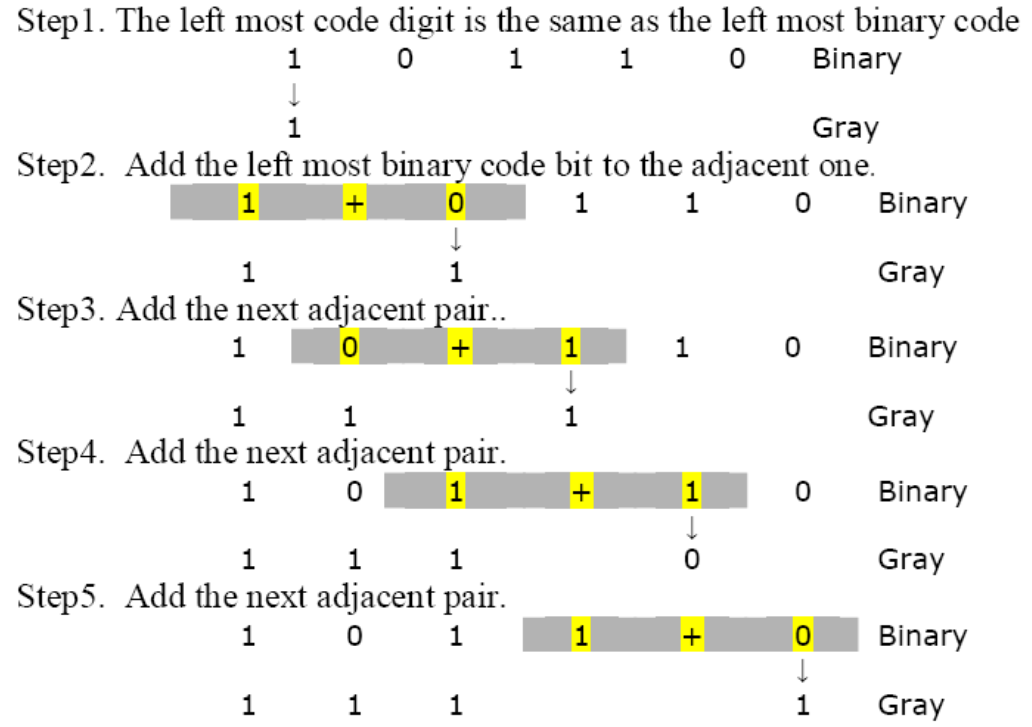 Step1. The left most code digit is the same as the left most binary code
1 0 1 1 0 Binary
↓
1 Gray
Step2. Add the left most binary code bit to the adjacent one.
1 + 0 1 1 0 Binary
↓
1 1 Gray
Step3. Add the next adjacent pair..
1 0 + 1 1 0 Binary
↓
1 1 1 Gray
Step4. Add the next adjacent pair.
1 0 1 + 1 0 Binary
↓
1 1 1 0 Gray
Step5. Add the next adjacent pair.
1 0 1 1 + 0 Binary
↓
1 1 1 1 Gray